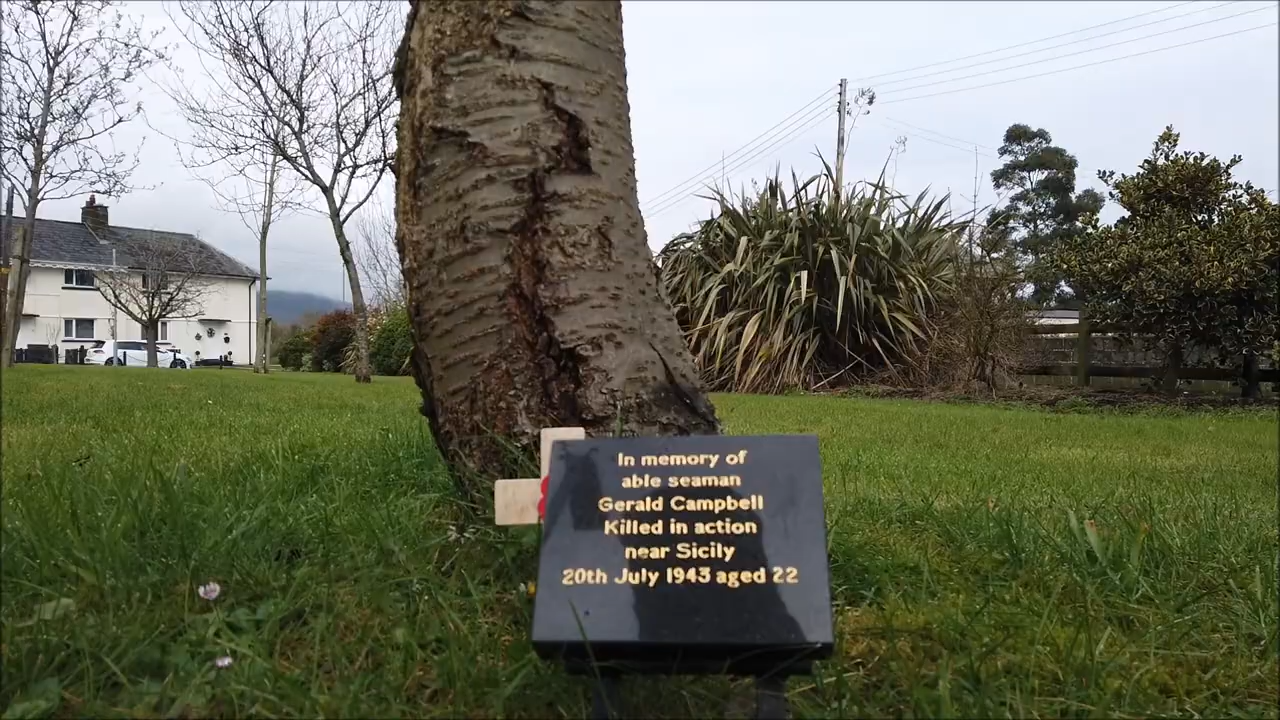 In memory of
able seaman
Gerald Campbell
Killed in action
near Sicily
20th July 1943 aged 22